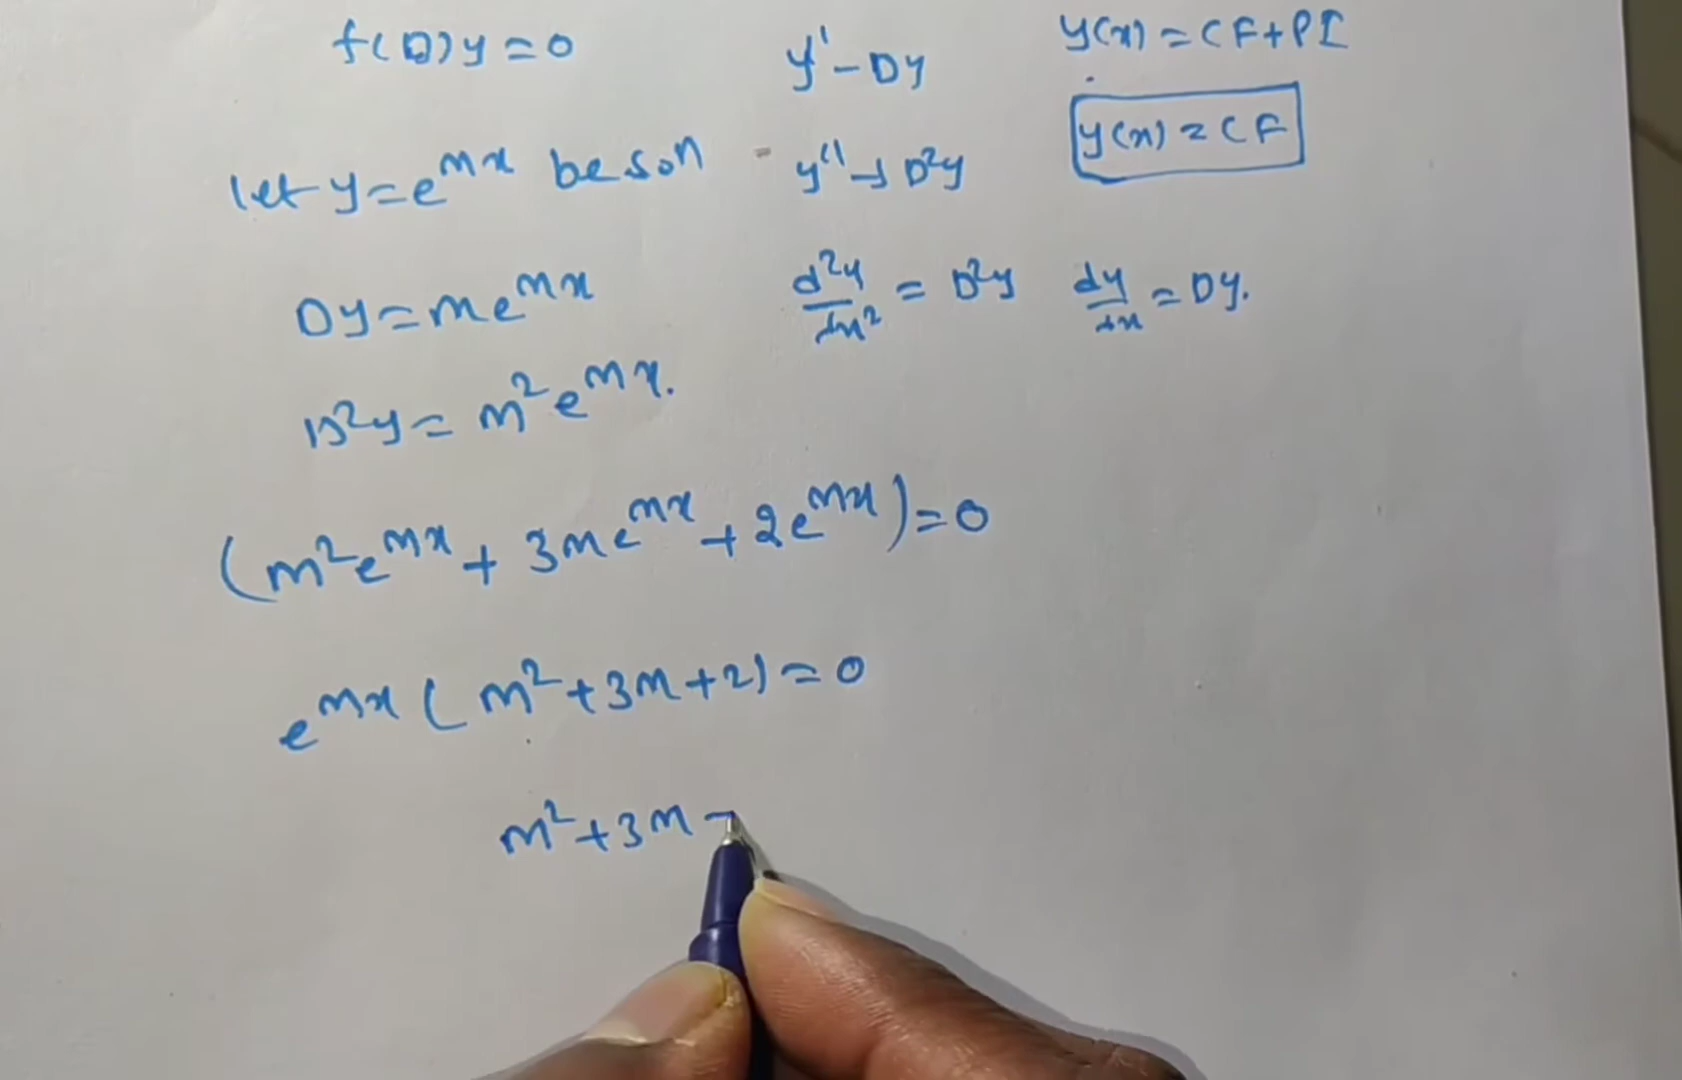 f(D)y=0
y'-Dy
y(x)=CF+PI
y(x)=CF
let y=e^mx be son
y''→D²y
Dy=me^mx
d²y/dx² = D²y
dy/dx = Dy.
D²y=m²e^mx.
(m²e^mx+3me^mx+2e^mx)=0
e^mx(m²+3m+2)=0
m²+3m